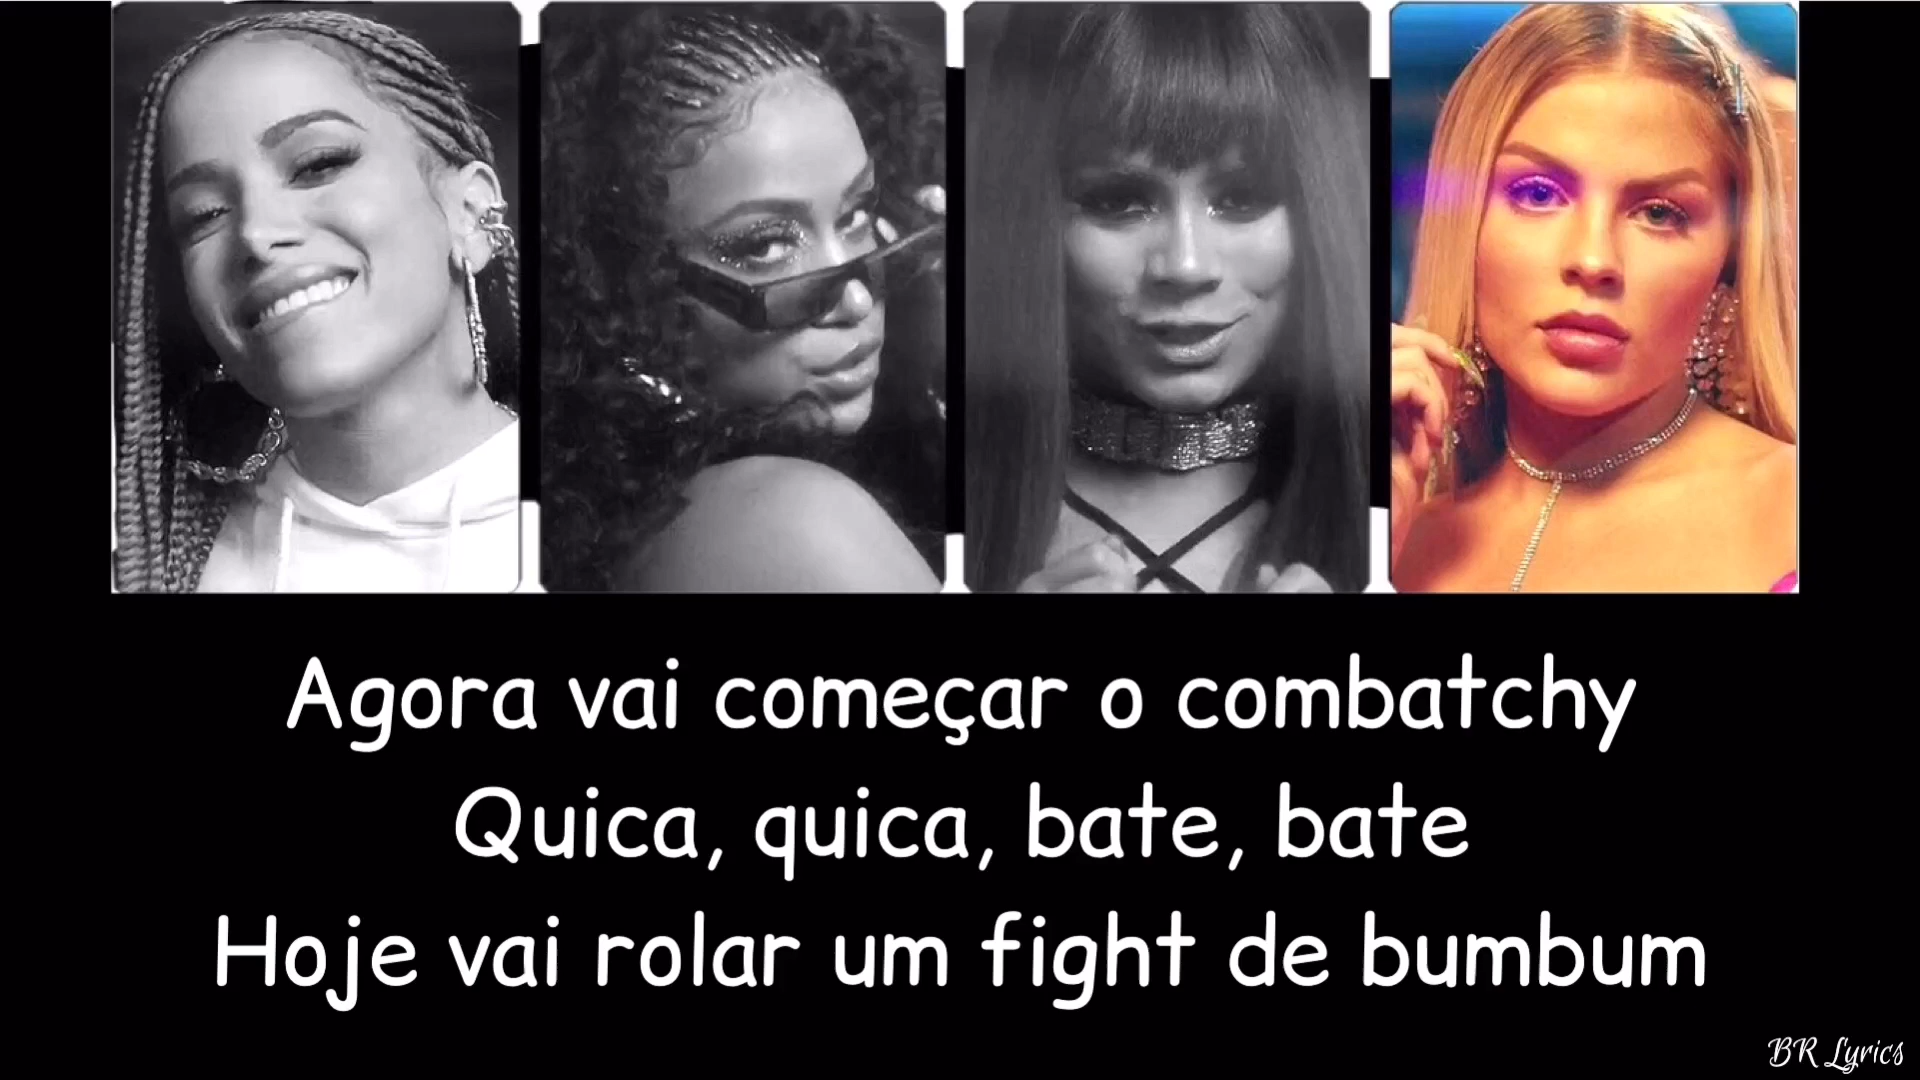 Agora vai começar o combatchy
Quica, quica, bate, bate
Hoje vai rolar um fight de bumbum
BR Lyrics